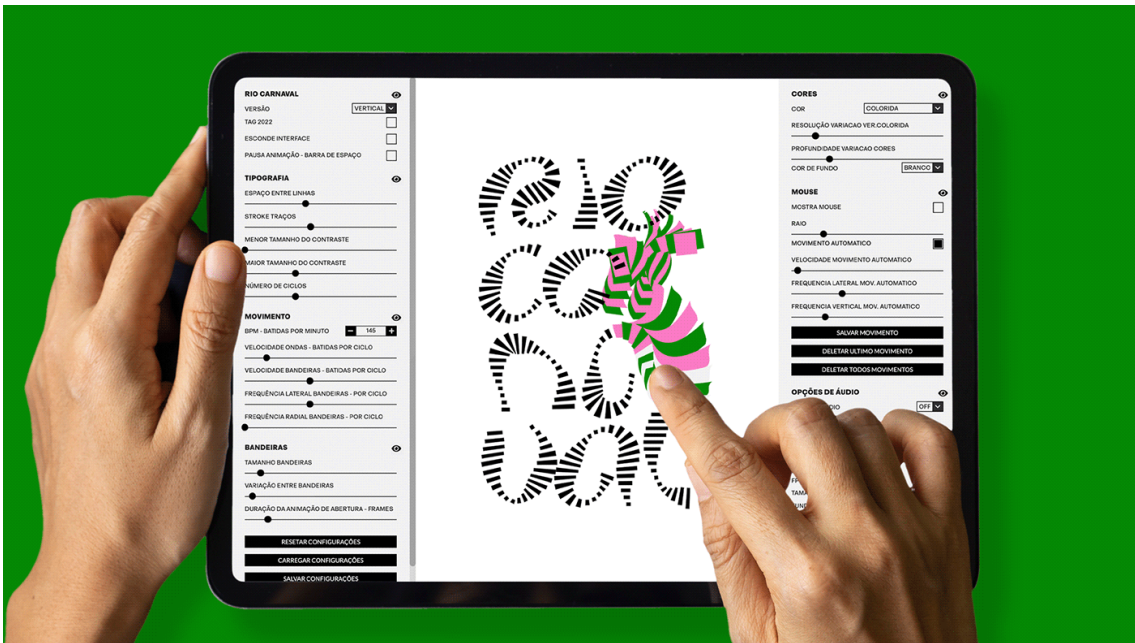 RIO CARNAVAL
VERSÃO
VERTICAL
TAG 2022
ESCONDE INTERFACE
PAUSA ANIMAÇÃO - BARRA DE ESPAÇO
TIPOGRAFIA
ESPAÇO ENTRE LINHAS
STROKE TRAÇOS
MENOR TAMANHO DO CONTRASTE
MAIOR TAMANHO DO CONTRASTE
NÚMERO DE CICLOS
MOVIMENTO
BPM - BATIDAS POR MINUTO
- 145 +
VELOCIDADE ONDAS - BATIDAS POR CICLO
VELOCIDADE BANDEIRAS - BATIDAS POR CICLO
FREQUÊNCIA LATERAL BANDEIRAS - POR CICLO
FREQUÊNCIA RADIAL BANDEIRAS - POR CICLO
BANDEIRAS
TAMANHO BANDEIRAS
VARIAÇÃO ENTRE BANDEIRAS
DURAÇÃO DA ANIMAÇÃO DE ABERTURA - FRAMES
RESETAR CONFIGURAÇÕES
CARREGAR CONFIGURAÇÕES
SALVAR CONFIGURAÇÕES
rio
ca
na
val
CORES
COR
COLORIDA
RESOLUÇÃO VARIACAO VER.COLORIDA
PROFUNDIDADE VARIACAO CORES
COR DE FUNDO
BRANCO
MOUSE
MOSTRA MOUSE
RAIO
MOVIMENTO AUTOMATICO
VELOCIDADE MOVIMENTO AUTOMATICO
FREQUENCIA LATERAL MOV. AUTOMATICO
FREQUENCIA VERTICAL MOV. AUTOMATICO
SALVAR MOVIMENTO
DELETAR ULTIMO MOVIMENTO
DELETAR TODOS MOVIMENTOS
OPÇÕES DE ÁUDIO
OFF